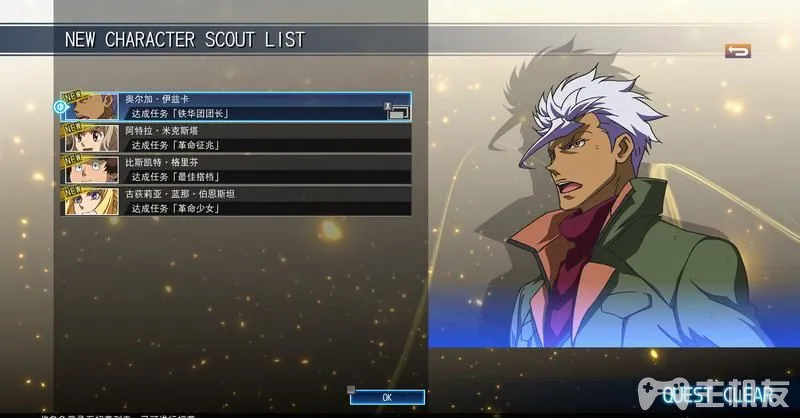 NEW CHARACTER SCOUT LIST
NEW
奥尔加·伊兹卡
达成任务「铁华团团长」
X
NEW
阿特拉·米克斯塔
达成任务「革命征兆」
NEW
比斯凯特·格里芬
达成任务「最佳搭档」
NEW
古荻莉亚·蓝那·伯恩斯坦
达成任务「革命少女」
OK
QUEST CLEAR
主机友